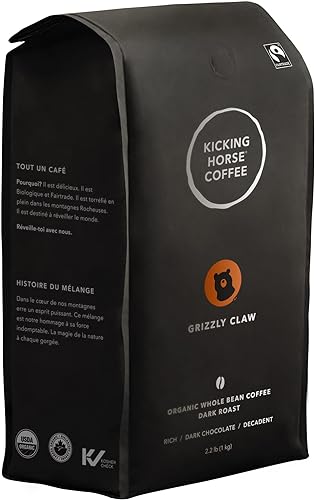 FAIRTRADE
KICKING
HORSE
COFFEE
GRIZZLY CLAW
ORGANIC WHOLE BEAN COFFEE
DARK ROAST
RICH / DARK CHOCOLATE / DECADENT
2.2 lb (1 kg)
TOUT UN CAFÉ
Pourquoi? Il est délicieux. Il est
Biologique et Fairtrade. Il est torréfié en
plein dans les montagnes Rocheuses.
Il est destiné à réveiller le monde.
Réveille-toi avec nous.
HISTOIRE DU MÉLANGE
Dans le cœur de nos montagnes
erre un esprit puissant. Ce mélange
est notre hommage à sa force
indomptable. La magie de la nature
à chaque gorgée.
USDA
ORGANIC
KOSHER
CHECK